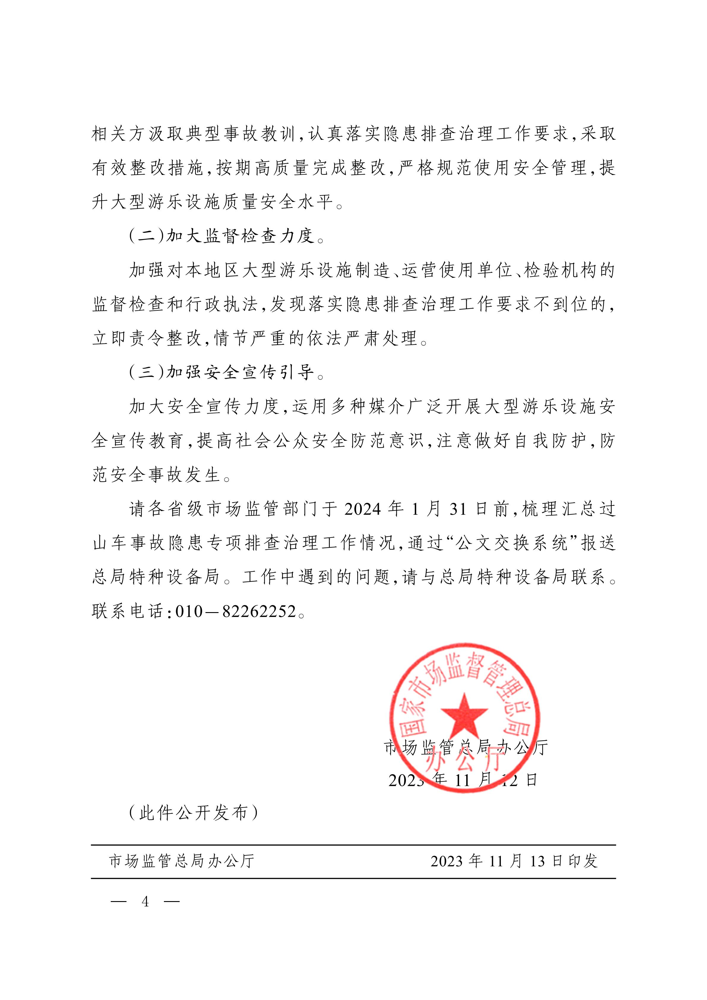 相关方汲取典型事故教训,认真落实隐患排查治理工作要求,采取
有效整改措施,按期高质量完成整改,严格规范使用安全管理,提
升大型游乐设施质量安全水平。
(二)加大监督检查力度。
加强对本地区大型游乐设施制造、运营使用单位、检验机构的
监督检查和行政执法,发现落实隐患排查治理工作要求不到位的,
立即责令整改,情节严重的依法严肃处理。
(三)加强安全宣传引导。
加大安全宣传力度,运用多种媒介广泛开展大型游乐设施安
全宣传教育,提高社会公众安全防范意识,注意做好自我防护,防
范安全事故发生。
请各省级市场监管部门于 2024 年 1 月 31 日前,梳理汇总过
山车事故隐患专项排查治理工作情况,通过“公文交换系统”报送
总局特种设备局。工作中遇到的问题,请与总局特种设备局联系。
联系电话:010—82262252。
国家市场监督管理总局
办公厅
市场监管总局办公厅
2023 年 11 月 12 日
(此件公开发布)
市场监管总局办公厅 2023 年 11 月 13 日印发
— 4 —